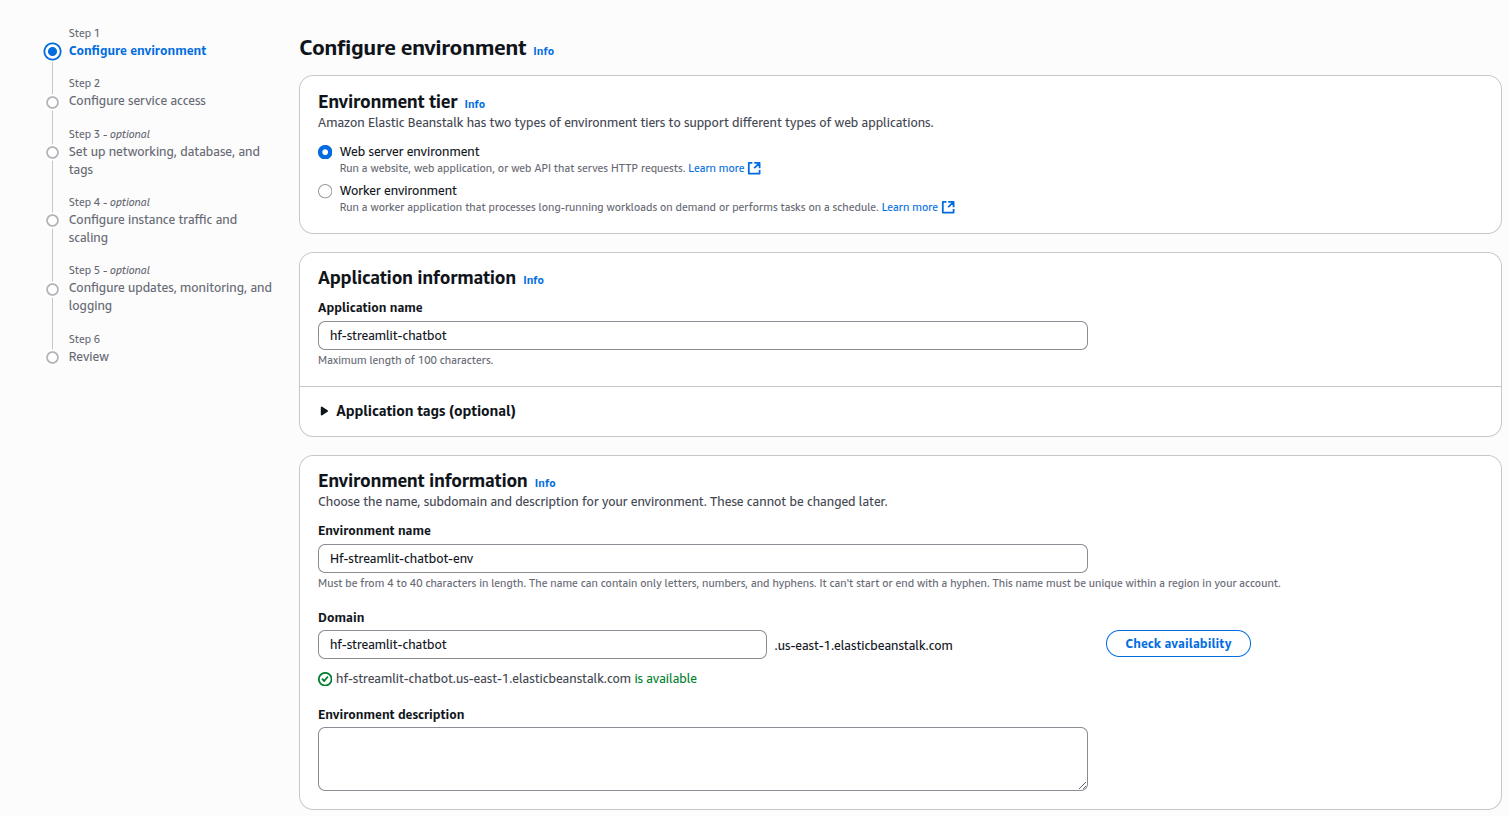 Step 1
Configure environment
Step 2
Configure service access
Step 3 - optional
Set up networking, database, and
tags
Step 4 - optional
Configure instance traffic and
scaling
Step 5 - optional
Configure updates, monitoring, and
logging
Step 6
Review
Configure environment Info
Environment tier Info
Amazon Elastic Beanstalk has two types of environment tiers to support different types of web applications.
Web server environment
Run a website, web application, or web API that serves HTTP requests. Learn more
Worker environment
Run a worker application that processes long-running workloads on demand or performs tasks on a schedule. Learn more
Application information Info
Application name
hf-streamlit-chatbot
Maximum length of 100 characters.
Application tags (optional)
Environment information Info
Choose the name, subdomain and description for your environment. These cannot be changed later.
Environment name
Hf-streamlit-chatbot-env
Must be from 4 to 40 characters in length. The name can contain only letters, numbers, and hyphens. It can't start or end with a hyphen. This name must be unique within a region in your account.
Domain
hf-streamlit-chatbot .us-east-1.elasticbeanstalk.com Check availability
hf-streamlit-chatbot.us-east-1.elasticbeanstalk.com is available
Environment description